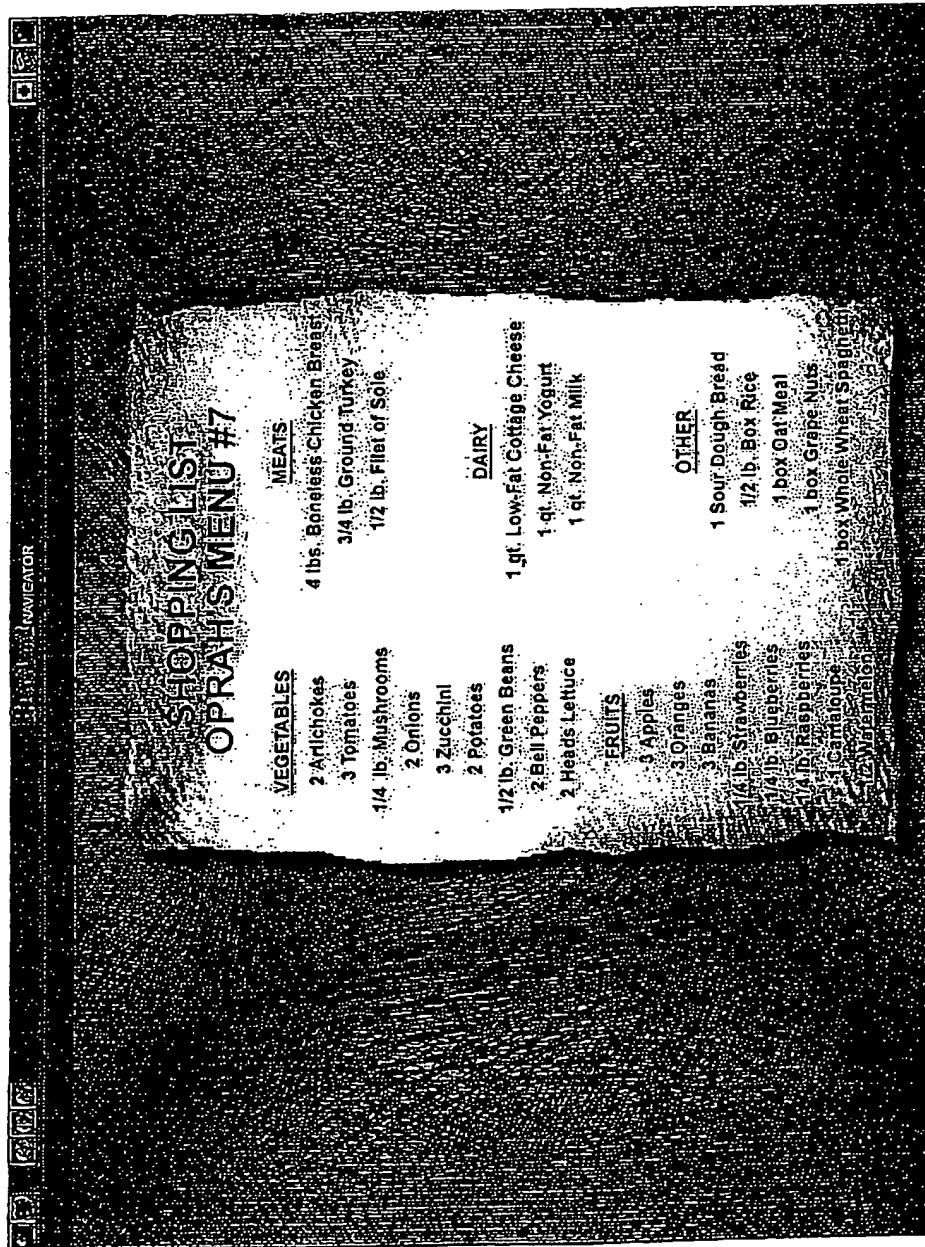 NAVIGATOR
SHOPPING LIST
OPRAH'S MENU #7
VEGETABLES
2 Artichokes
3 Tomatoes
1/4 lb. Mushrooms
2 Onions
3 Zucchini
2 Potatoes
1/2 lb. Green Beans
2 Bell Peppers
2 Heads Lettuce
FRUITS
3 Apples
3 Oranges
3 Bananas
1/4 lb. Strawberries
1/4 lb. Blueberries
1/4 lb. Raspberries
1 Cantaloupe
1/2 Watermelon
MEATS
4 lbs. Boneless Chicken Breast
3/4 lb. Ground Turkey
1/2 lb. Filet of Sole
DAIRY
1 qt. Low-Fat Cottage Cheese
1 qt. Non-Fat Yogurt
1 qt. Non-Fat Milk
OTHER
1 Sour Dough Bread
1/2 lb. Box Rice
1 box Oat Meal
1 box Grape Nuts
1 box Whole Wheat Spaghetti